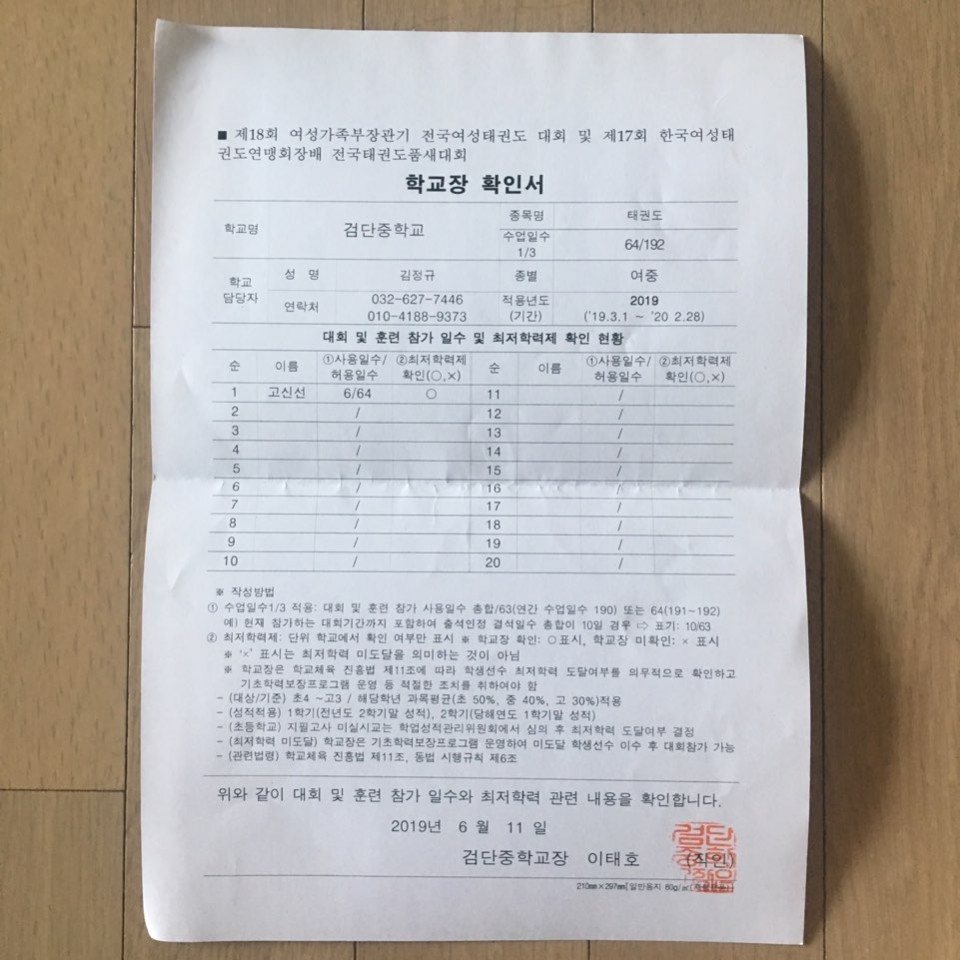 ■ 제18회 여성가족부장관기 전국여성태권도 대회 및 제17회 한국여성태
권도연맹회장배 전국태권도품새대회
학교장 확인서
학교명 검단중학교 종목명 태권도
수업일수 1/3 64/192
학교 담당자 성 명 김정규 종별 여중
연락처 032-627-7446 010-4188-9373 적용년도 (기간) 2019 ('19.3.1 ~ '20 2.28)
대회 및 훈련 참가 일수 및 최저학력제 확인 현황
순 이름 ①사용일수/허용일수 ②최저학력제 확인(○,×) 순 이름 ①사용일수/허용일수 ②최저학력제 확인(○,×)
1 고신선 6/64 ○ 11 /
2 / 12 /
3 / 13 /
4 / 14 /
5 / 15 /
6 / 16 /
7 / 17 /
8 / 18 /
9 / 19 /
10 / 20 /
※ 작성방법
① 수업일수1/3 적용: 대회 및 훈련 참가 사용일수 총합/63(연간 수업일수 190) 또는 64(191~192)
예) 현재 참가하는 대회기간까지 포함하여 출석인정 결석일수 총합이 10일 경우 ⇨ 표기: 10/63
② 최저학력제: 단위 학교에서 확인 여부만 표시 ※ 학교장 확인: ○표시, 학교장 미확인: × 표시
※ '×' 표시는 최저학력 미도달을 의미하는 것이 아님
※ 학교장은 학교체육 진흥법 제11조에 따라 학생선수 최저학력 도달여부를 의무적으로 확인하고
기초학력보장프로그램 운영 등 적절한 조치를 취하여야 함
- (대상/기준) 초4 ~고3 / 해당학년 과목평균(초 50%, 중 40%, 고 30%)적용
- (성적적용) 1학기(전년도 2학기말 성적), 2학기(당해연도 1학기말 성적)
- (초등학교) 지필고사 미실시교는 학업성적관리위원회에서 심의 후 최저학력 도달여부 결정
- (최저학력 미도달) 학교장은 기초학력보장프로그램 운영하여 미도달 학생선수 이수 후 대회참가 가능
- (관련법령) 학교체육 진흥법 제11조, 동법 시행규칙 제6조
위와 같이 대회 및 훈련 참가 일수와 최저학력 관련 내용을 확인합니다.
2019년 6 월 11 일
검단중학교장 이태호 (직인)
210㎜×297㎜[일반용지 60g/㎡